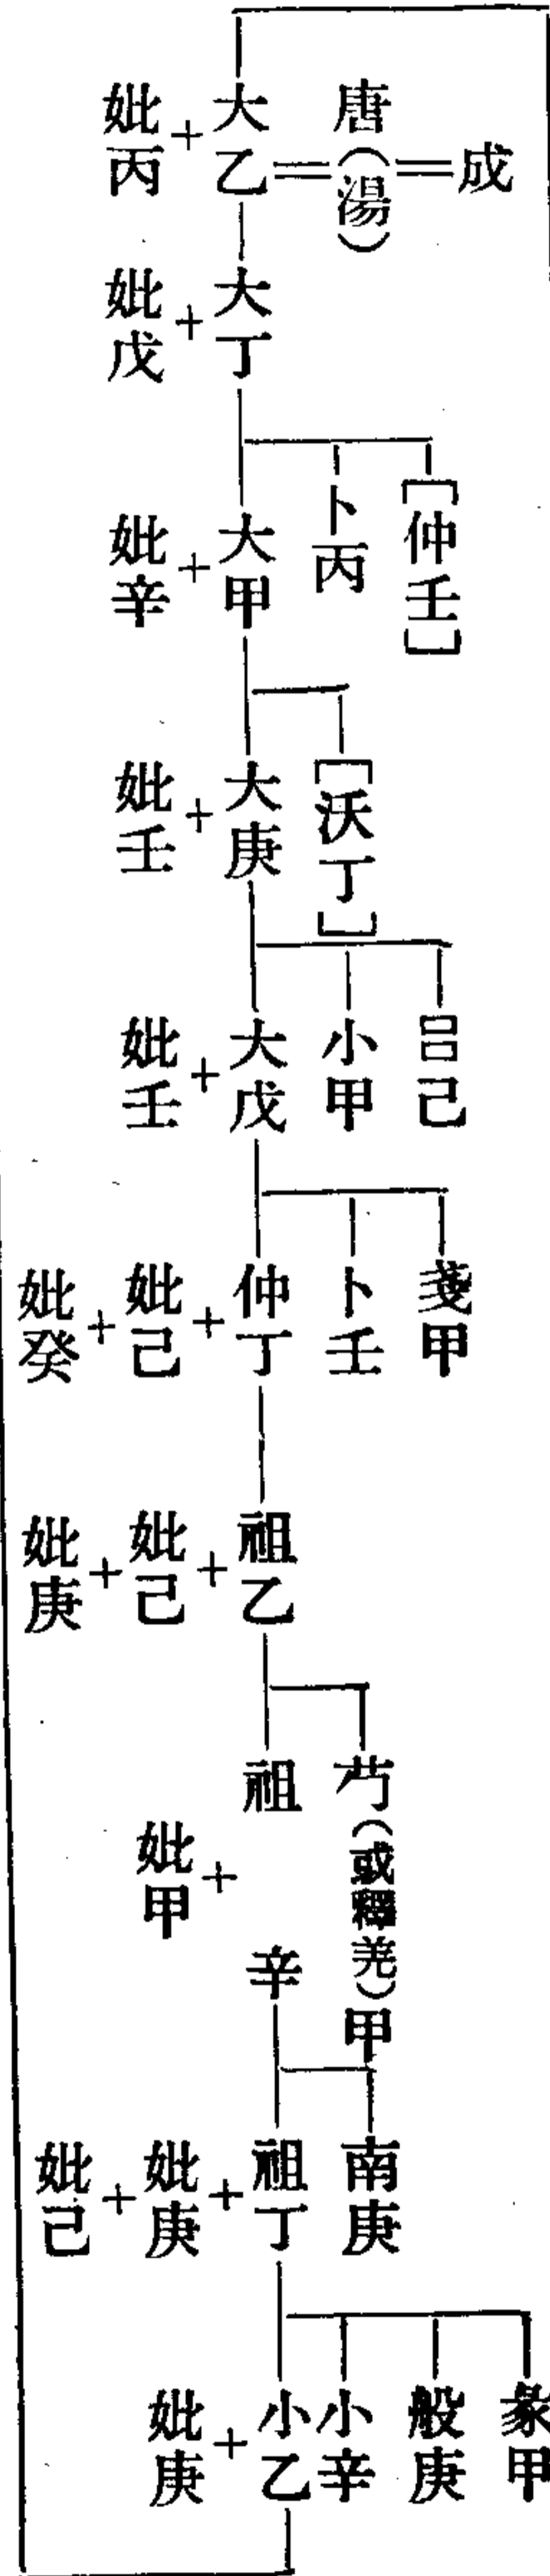 成＝唐(湯)＝大乙＋妣丙
大丁＋妣戊
[仲壬]
卜丙
大甲＋妣辛
[沃丁]
大庚＋妣壬
吕己
小甲
大戊＋妣壬
戔甲
卜壬
仲丁＋妣己＋妣癸
祖乙＋妣己＋妣庚
芍(或釋羌)甲
祖辛＋妣甲
南庚
祖丁＋妣庚＋妣己
彖甲
般庚
小辛
小乙＋妣庚